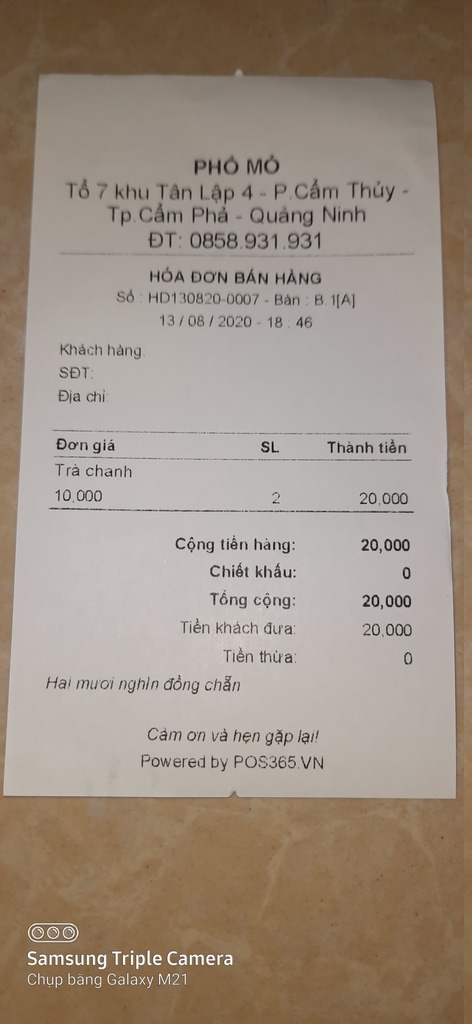 PHỐ MỎ
Tổ 7 khu Tân Lập 4 - P.Cẩm Thủy -
Tp.Cẩm Phả - Quảng Ninh
ĐT: 0858.931.931
HÓA ĐƠN BÁN HÀNG
Số : HD130820-0007 - Bàn : B.1[A]
13 / 08 / 2020 - 18 : 46
Khách hàng:
SĐT:
Địa chỉ:
Đơn giá SL Thành tiền
Trà chanh
10,000 2 20,000
Cộng tiền hàng: 20,000
Chiết khấu: 0
Tổng cộng: 20,000
Tiền khách đưa: 20,000
Tiền thừa: 0
Hai mươi nghìn đồng chẵn
Cảm ơn và hẹn gặp lại!
Powered by POS365.VN
Samsung Triple Camera
Chụp bằng Galaxy M21